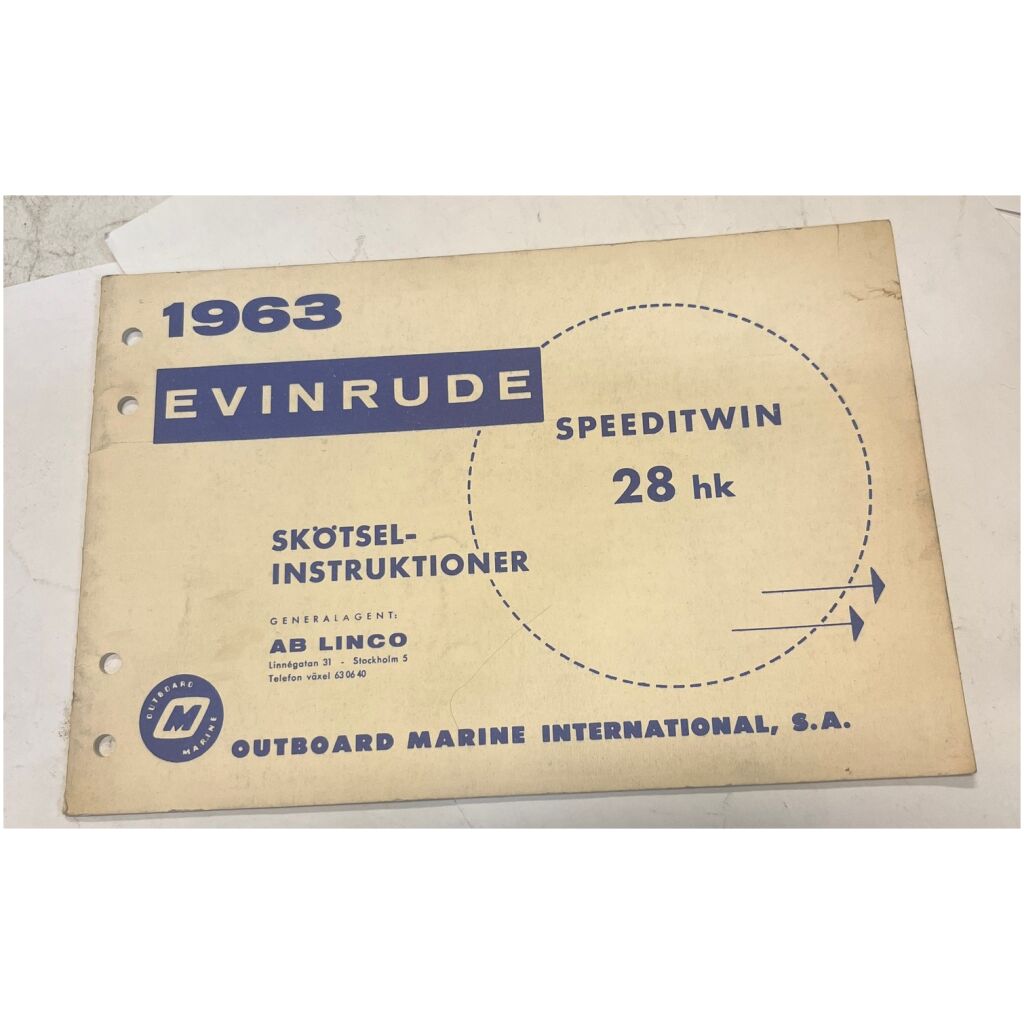 1963
EVINRUDE
SPEEDITWIN
28 hk
SKÖTSEL-
INSTRUKTIONER
GENERALAGENT:
AB LINCO
Linnégatan 31 - Stockholm 5
Telefon växel 63 06 40
OUTBOARD
M
MARINE
OUTBOARD MARINE INTERNATIONAL, S.A.